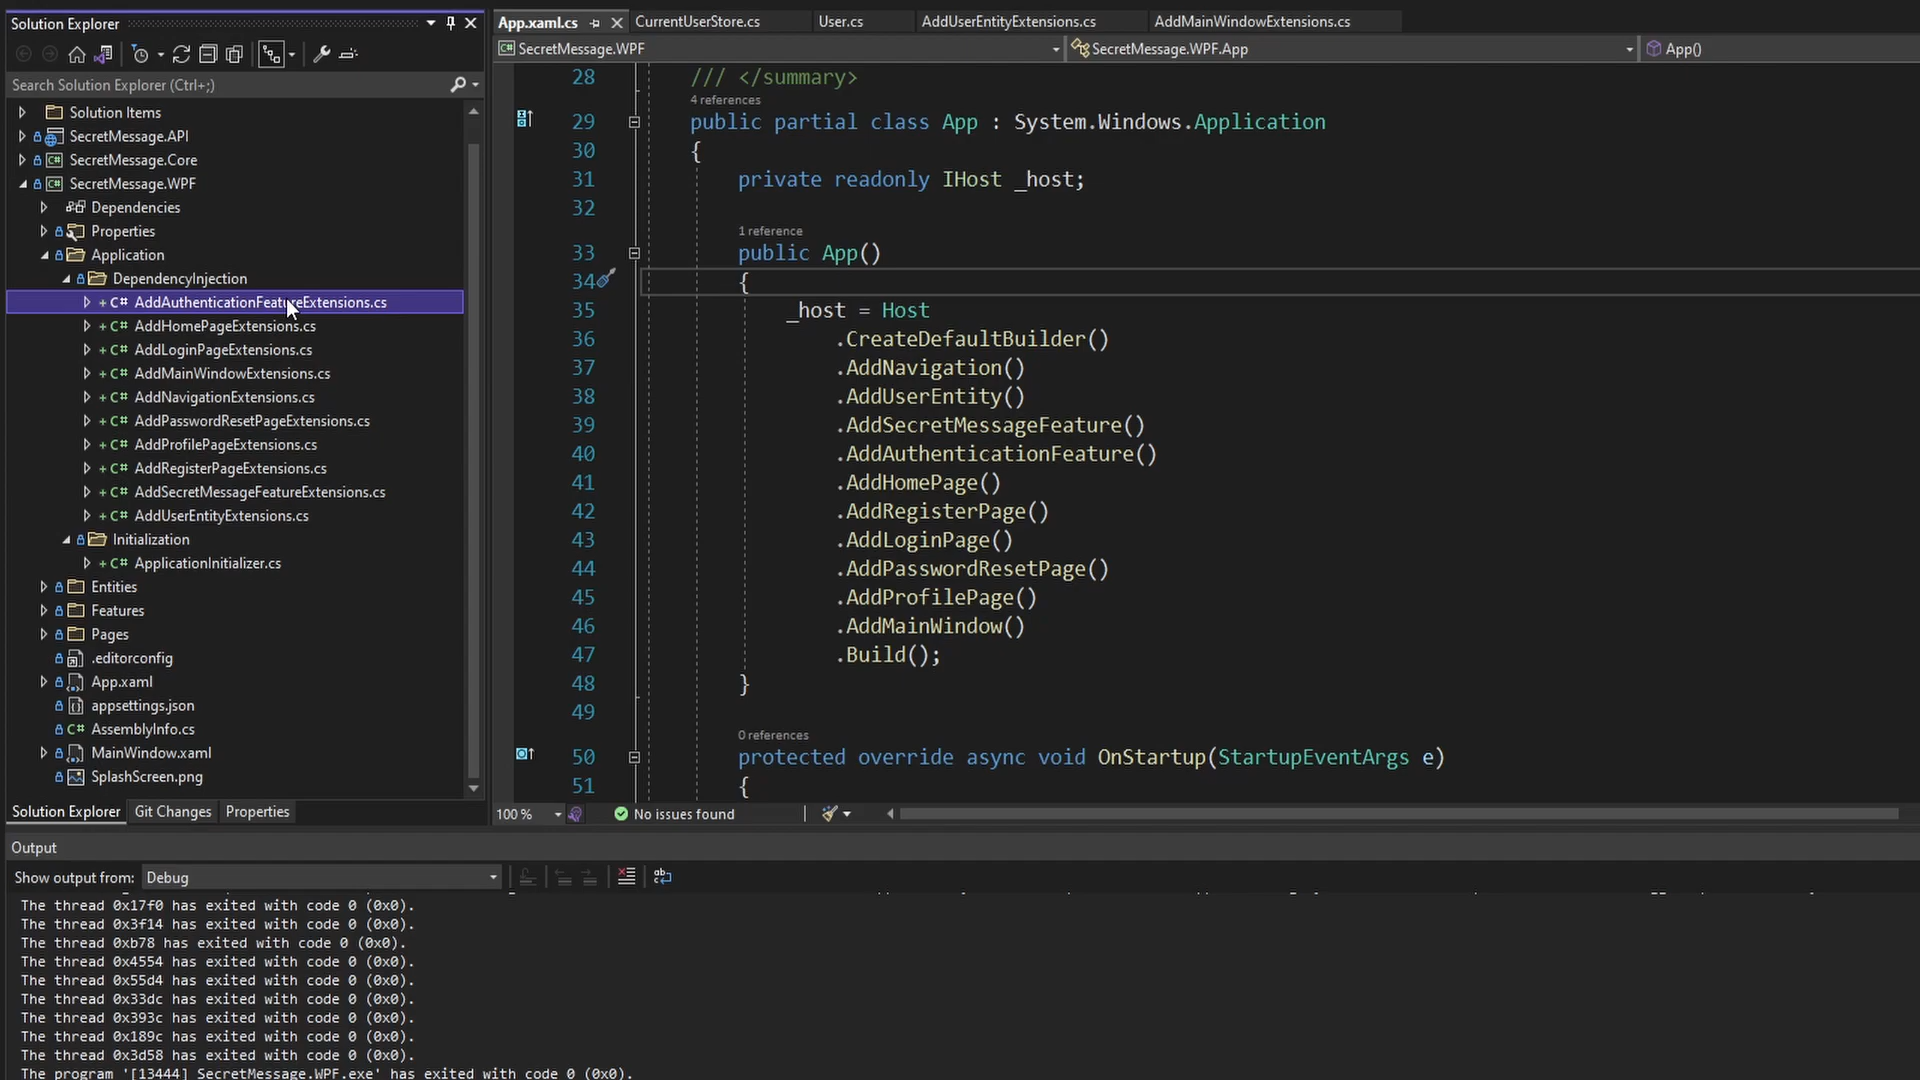 Solution Explorer
Search Solution Explorer (Ctrl+;)
Solution Items
SecretMessage.API
SecretMessage.Core
SecretMessage.WPF
Dependencies
Properties
Application
DependencyInjection
+ C# AddAuthenticationFeatureExtensions.cs
+ C# AddHomePageExtensions.cs
+ C# AddLoginPageExtensions.cs
+ C# AddMainWindowExtensions.cs
+ C# AddNavigationExtensions.cs
+ C# AddPasswordResetPageExtensions.cs
+ C# AddProfilePageExtensions.cs
+ C# AddRegisterPageExtensions.cs
+ C# AddSecretMessageFeatureExtensions.cs
+ C# AddUserEntityExtensions.cs
Initialization
+ C# ApplicationInitializer.cs
Entities
Features
Pages
.editorconfig
App.xaml
appsettings.json
C# AssemblyInfo.cs
MainWindow.xaml
SplashScreen.png
Solution Explorer Git Changes Properties
App.xaml.cs CurrentUserStore.cs User.cs AddUserEntityExtensions.cs AddMainWindowExtensions.cs
SecretMessage.WPF SecretMessage.WPF.App App()
28 /// </summary>
4 references
29 public partial class App : System.Windows.Application
30 {
31 private readonly IHost _host;
32
1 reference
33 public App()
34 {
35 _host = Host
36 .CreateDefaultBuilder()
37 .AddNavigation()
38 .AddUserEntity()
39 .AddSecretMessageFeature()
40 .AddAuthenticationFeature()
41 .AddHomePage()
42 .AddRegisterPage()
43 .AddLoginPage()
44 .AddPasswordResetPage()
45 .AddProfilePage()
46 .AddMainWindow()
47 .Build();
48 }
49
0 references
50 protected override async void OnStartup(StartupEventArgs e)
51 {
100 % No issues found
Output
Show output from: Debug
The thread 0x17f0 has exited with code 0 (0x0).
The thread 0x3f14 has exited with code 0 (0x0).
The thread 0xb78 has exited with code 0 (0x0).
The thread 0x4554 has exited with code 0 (0x0).
The thread 0x55d4 has exited with code 0 (0x0).
The thread 0x33dc has exited with code 0 (0x0).
The thread 0x393c has exited with code 0 (0x0).
The thread 0x189c has exited with code 0 (0x0).
The thread 0x3d58 has exited with code 0 (0x0).
The program '[13444] SecretMessage.WPF.exe' has exited with code 0 (0x0).